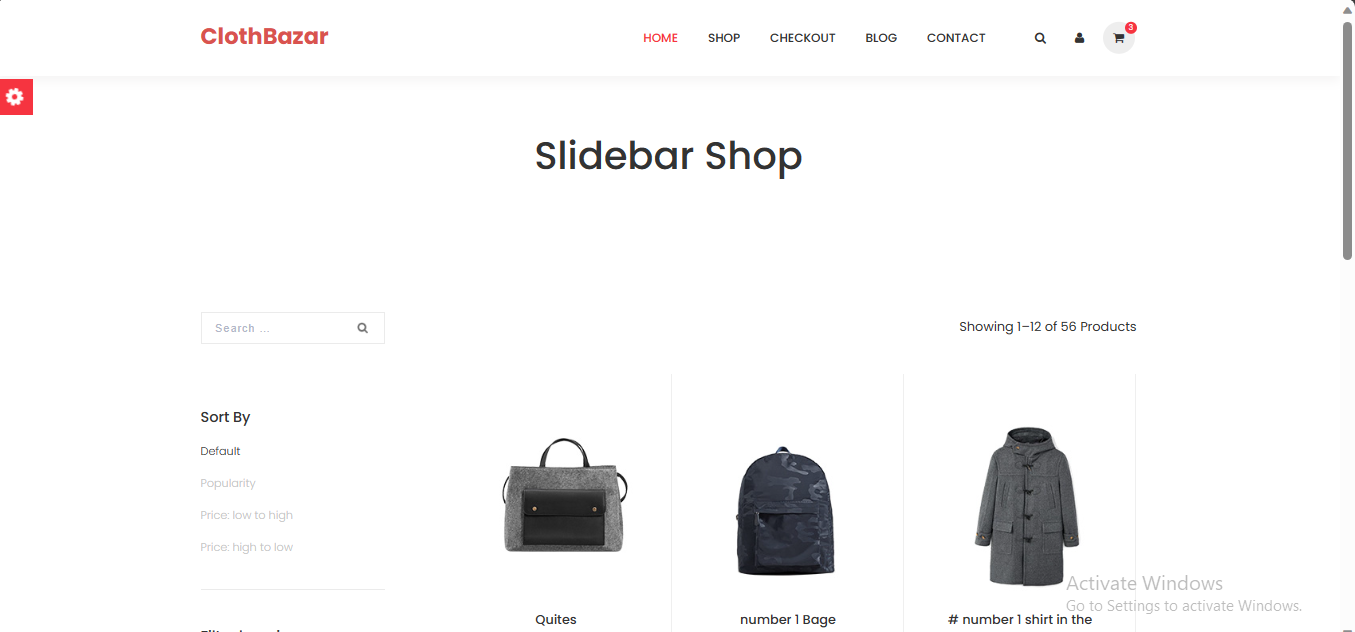 ClothBazar
HOME SHOP CHECKOUT BLOG CONTACT
3
Slidebar Shop
Search ...
Showing 1–12 of 56 Products
Sort By
Default
Popularity
Price: low to high
Price: high to low
Quites
number 1 Bage
# number 1 shirt in the
Activate Windows
Go to Settings to activate Windows.